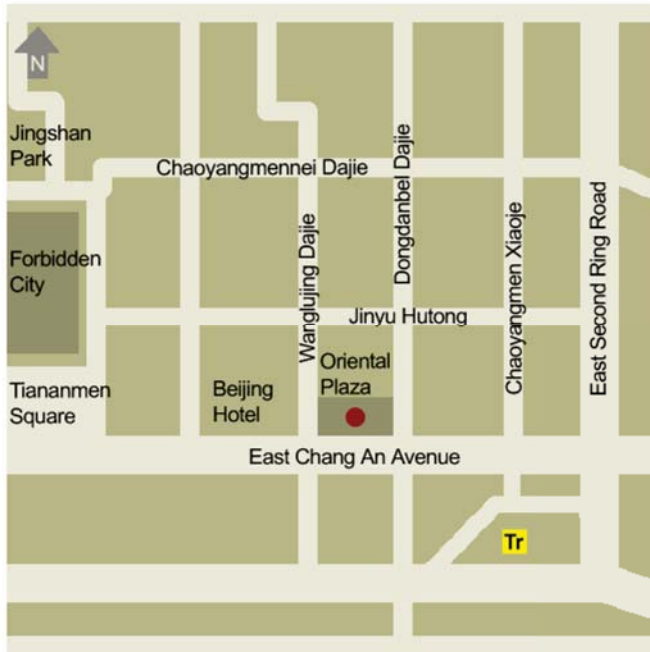 N
Jingshan
Park
Chaoyangmennei Dajie
Dongdanbel Dajie
Forbidden
City
Wanglujing Dajie
Chaoyangmen Xiaoje
East Second Ring Road
Jinyu Hutong
Oriental
Plaza
Tiananmen
Square
Beijing
Hotel
East Chang An Avenue
Tr